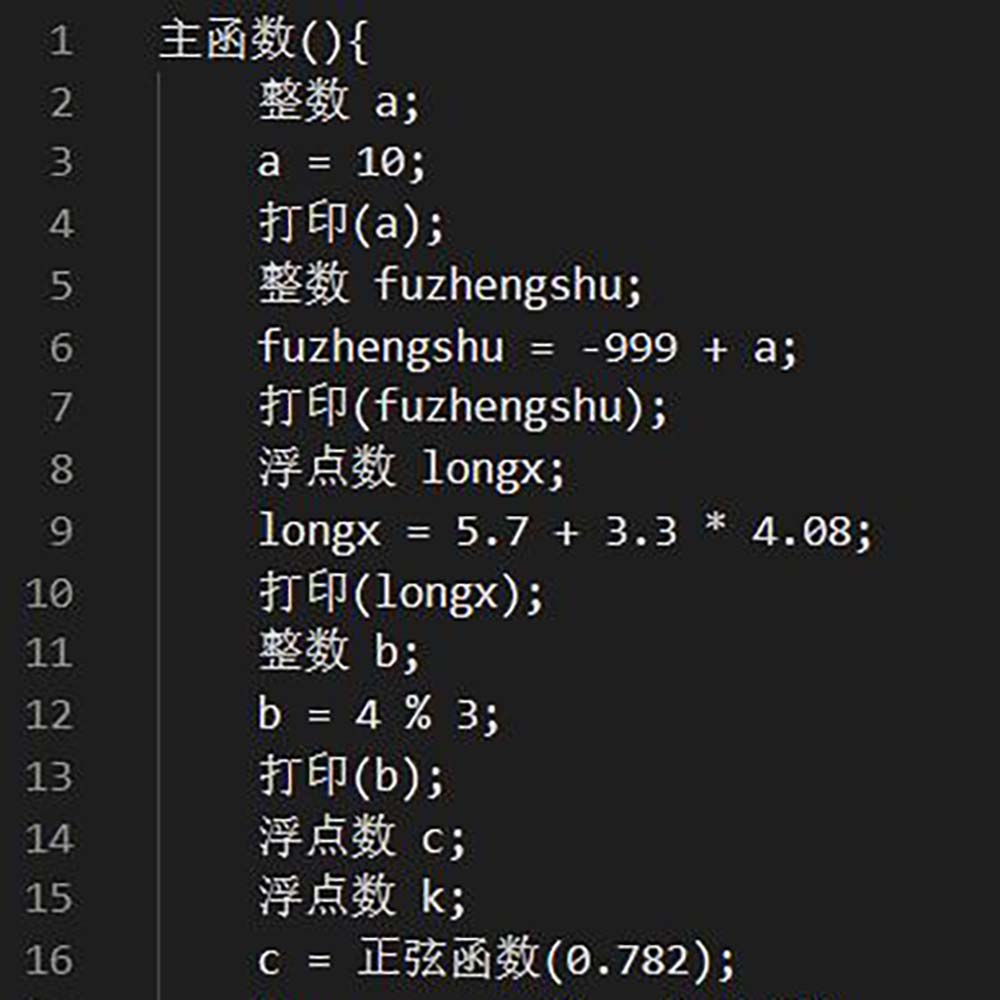 1 主函数(){
2 整数 a;
3 a = 10;
4 打印(a);
5 整数 fuzhengshu;
6 fuzhengshu = -999 + a;
7 打印(fuzhengshu);
8 浮点数 longx;
9 longx = 5.7 + 3.3 * 4.08;
10 打印(longx);
11 整数 b;
12 b = 4 % 3;
13 打印(b);
14 浮点数 c;
15 浮点数 k;
16 c = 正弦函数(0.782);